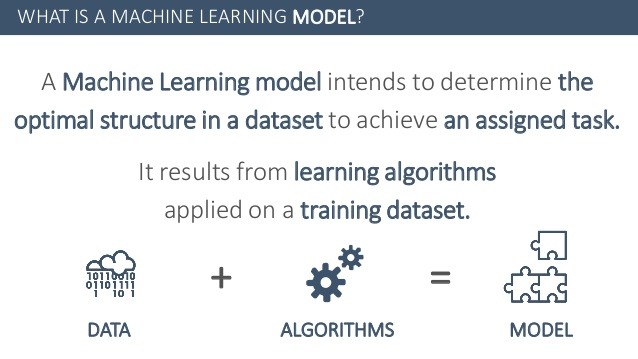 WHAT IS A MACHINE LEARNING MODEL?
A Machine Learning model intends to determine the
optimal structure in a dataset to achieve an assigned task.
It results from learning algorithms
applied on a training dataset.
10110010
01101111
1 10 1
+
=
DATA
ALGORITHMS
MODEL